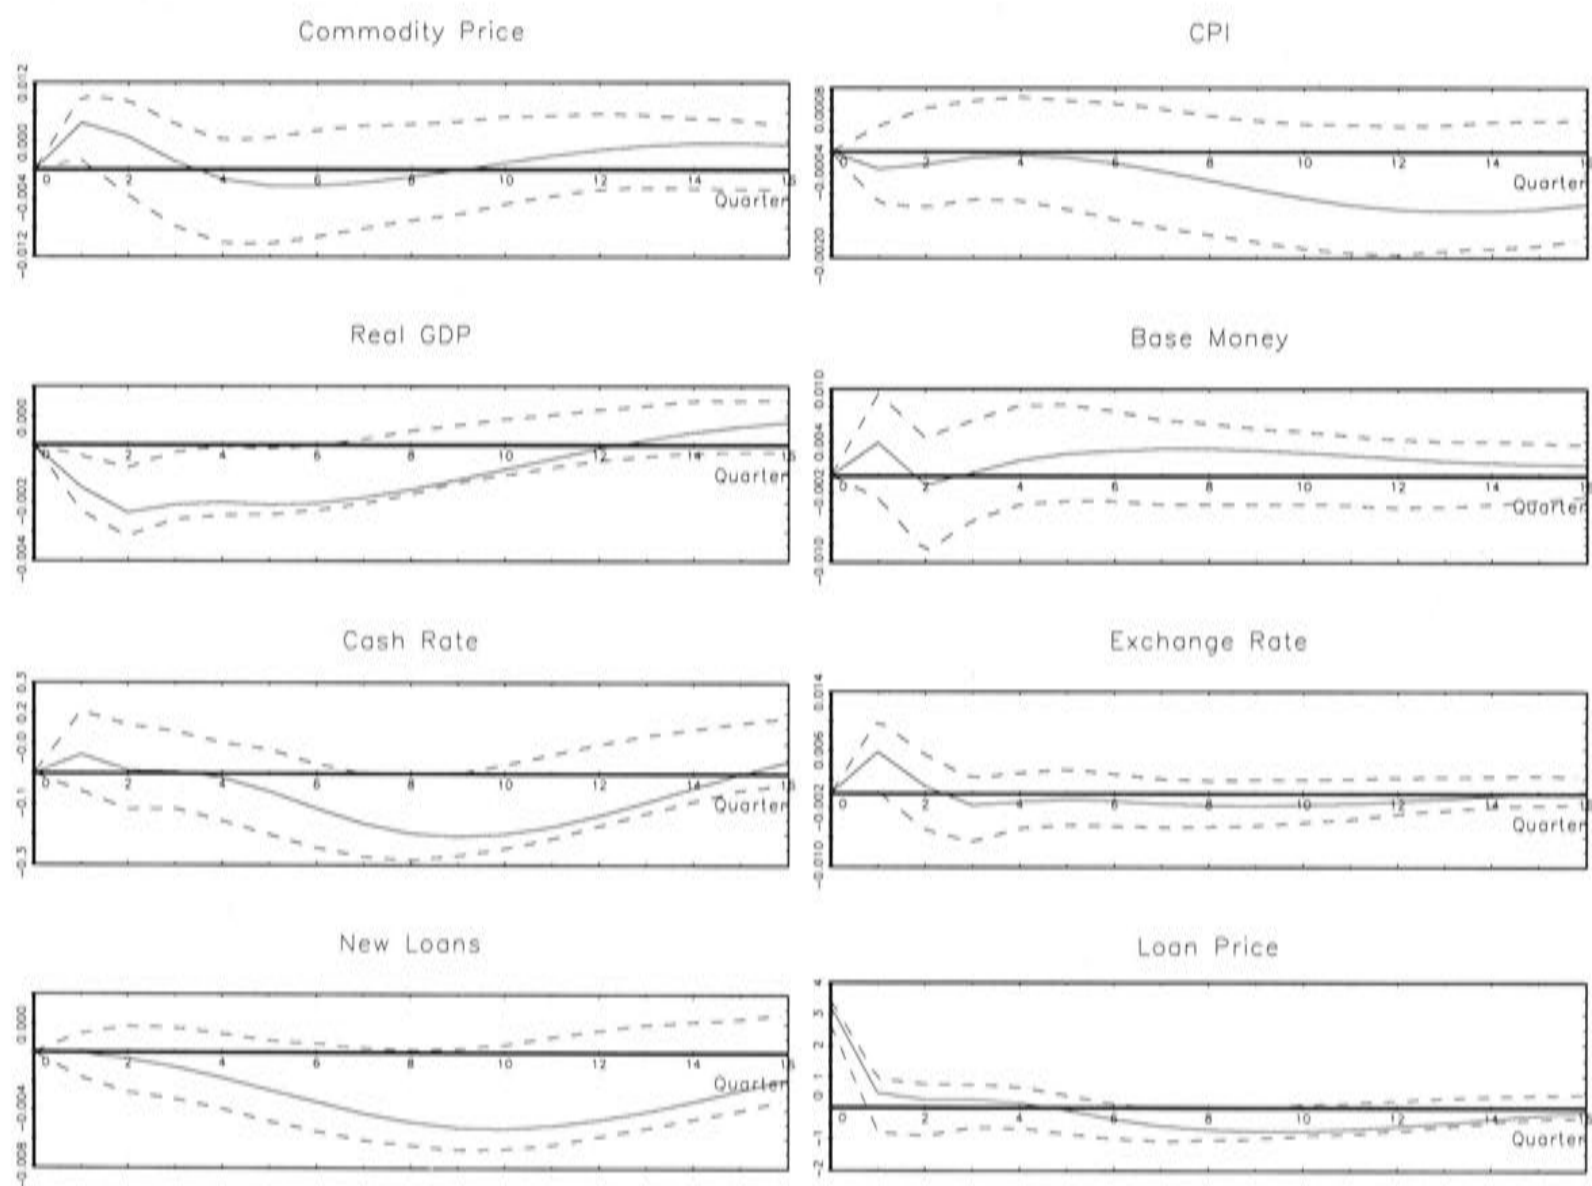 Commodity Price
0.012
0.000
-0.004
-0.012
0 2 4 6 8 10 12 14
Quarter
CPI
0.00008
-0.00004
-0.00020
0 2 4 6 8 10 12 14
Quarter
Real GDP
0.000
-0.002
-0.004
0 2 4 6 8 10 12 14
Quarter
Base Money
0.010
0.004
-0.002
-0.010
0 2 4 6 8 10 12 14
Quarter
Cash Rate
0.3
0.2
-0.0
-0.1
-0.3
0 2 4 6 8 10 12 14
Quarter
Exchange Rate
0.014
0.006
-0.002
-0.010
0 2 4 6 8 10 12 14
Quarter
New Loans
0.000
-0.004
-0.008
0 2 4 6 8 10 12 14
Quarter
Loan Price
4
3
2
1
0
-1
-2
0 2 4 6 8 10 12 14
Quarter